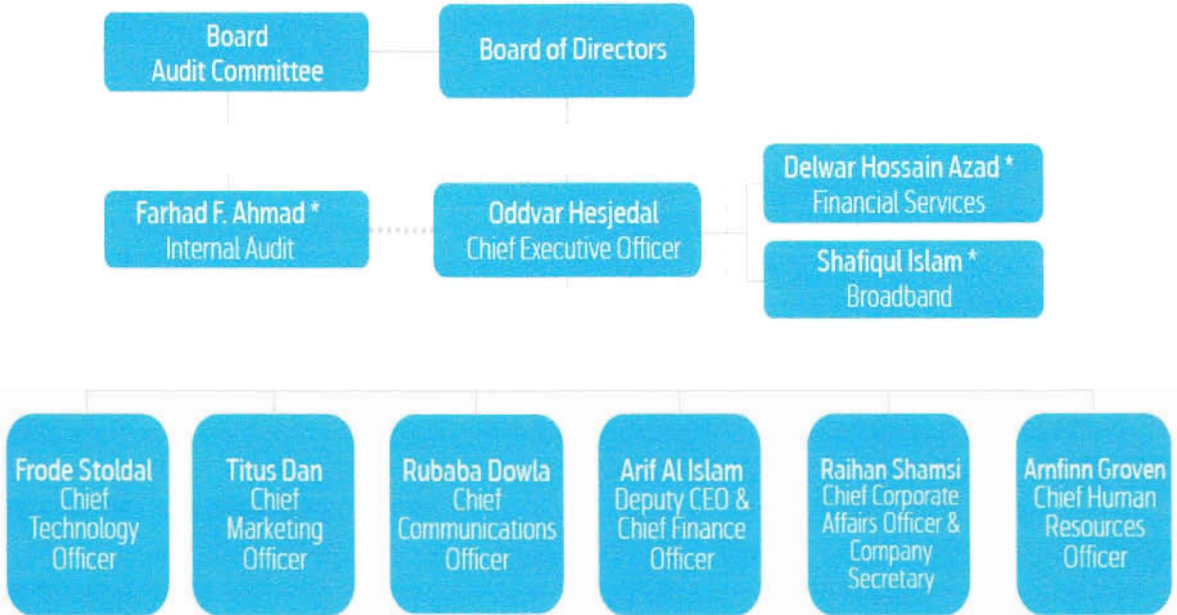 Board
Audit Committee
Board of Directors
Farhad F. Ahmad *
Internal Audit
Oddvar Hesjedal
Chief Executive Officer
Delwar Hossain Azad *
Financial Services
Shafiqul Islam *
Broadband
Frode Stoldal
Chief
Technology
Officer
Titus Dan
Chief
Marketing
Officer
Rubaba Dowla
Chief
Communications
Officer
Arif Al Islam
Deputy CEO &
Chief Finance
Officer
Raihan Shamsi
Chief Corporate
Affairs Officer &
Company
Secretary
Arnfinn Groven
Chief Human
Resources
Officer